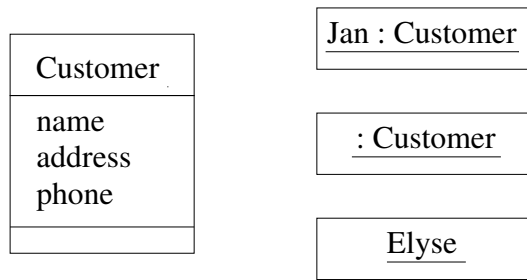 Customer
name
address
phone
Jan : Customer
: Customer
Elyse